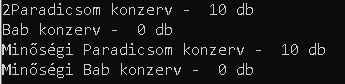 2Paradicsom konzerv -  10 db
Bab konzerv -  0 db
Minőségi Paradicsom konzerv -  10 db
Minőségi Bab konzerv -  0 db